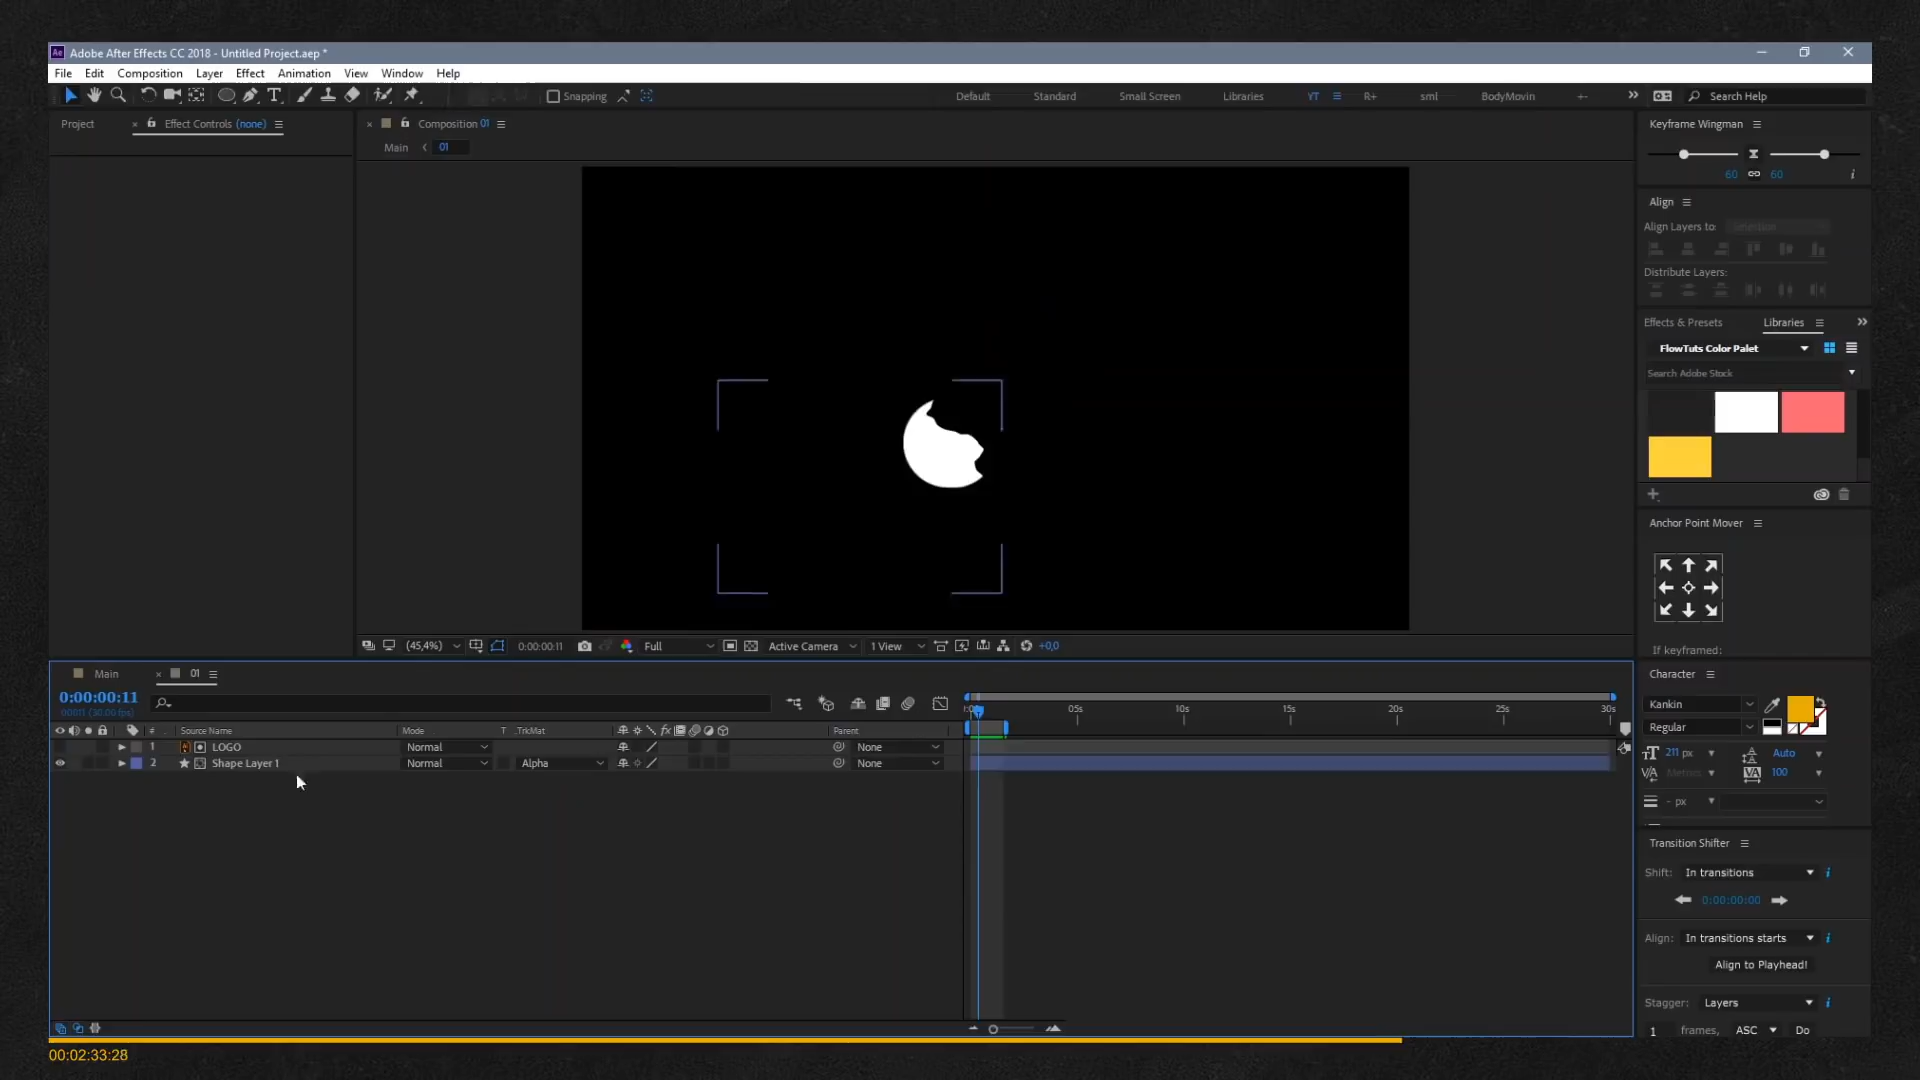 Ae Adobe After Effects CC 2018 - Untitled Project.aep *
File Edit Composition Layer Effect Animation View Window Help
Snapping
Default Standard Small Screen Libraries YT R+ sml BodyMovin
Search Help
Project
Effect Controls (none)
Composition 01
Main 01
Keyframe Wingman
60 60 i
Align
Align Layers to: Selection
Distribute Layers:
Effects & Presets Libraries
FlowTuts Color Palet
Search Adobe Stock
Anchor Point Mover
If keyframed:
(45,4%) 0:00:00:11 Full Active Camera 1 View +0,0
Main 01
0:00:00:11
00011 (30.00 fps)
# Source Name Mode T .TrkMat Parent
1 LOGO Normal None
2 Shape Layer 1 Normal Alpha None
05s 10s 15s 20s 25s 30s
Character
Kankin
Regular
211 px Auto
Metrics 100
- px
Transition Shifter
Shift: In transitions i
0:00:00:00
Align: In transitions starts i
Align to Playhead!
Stagger: Layers i
1 frames, ASC Do
00:02:33:28